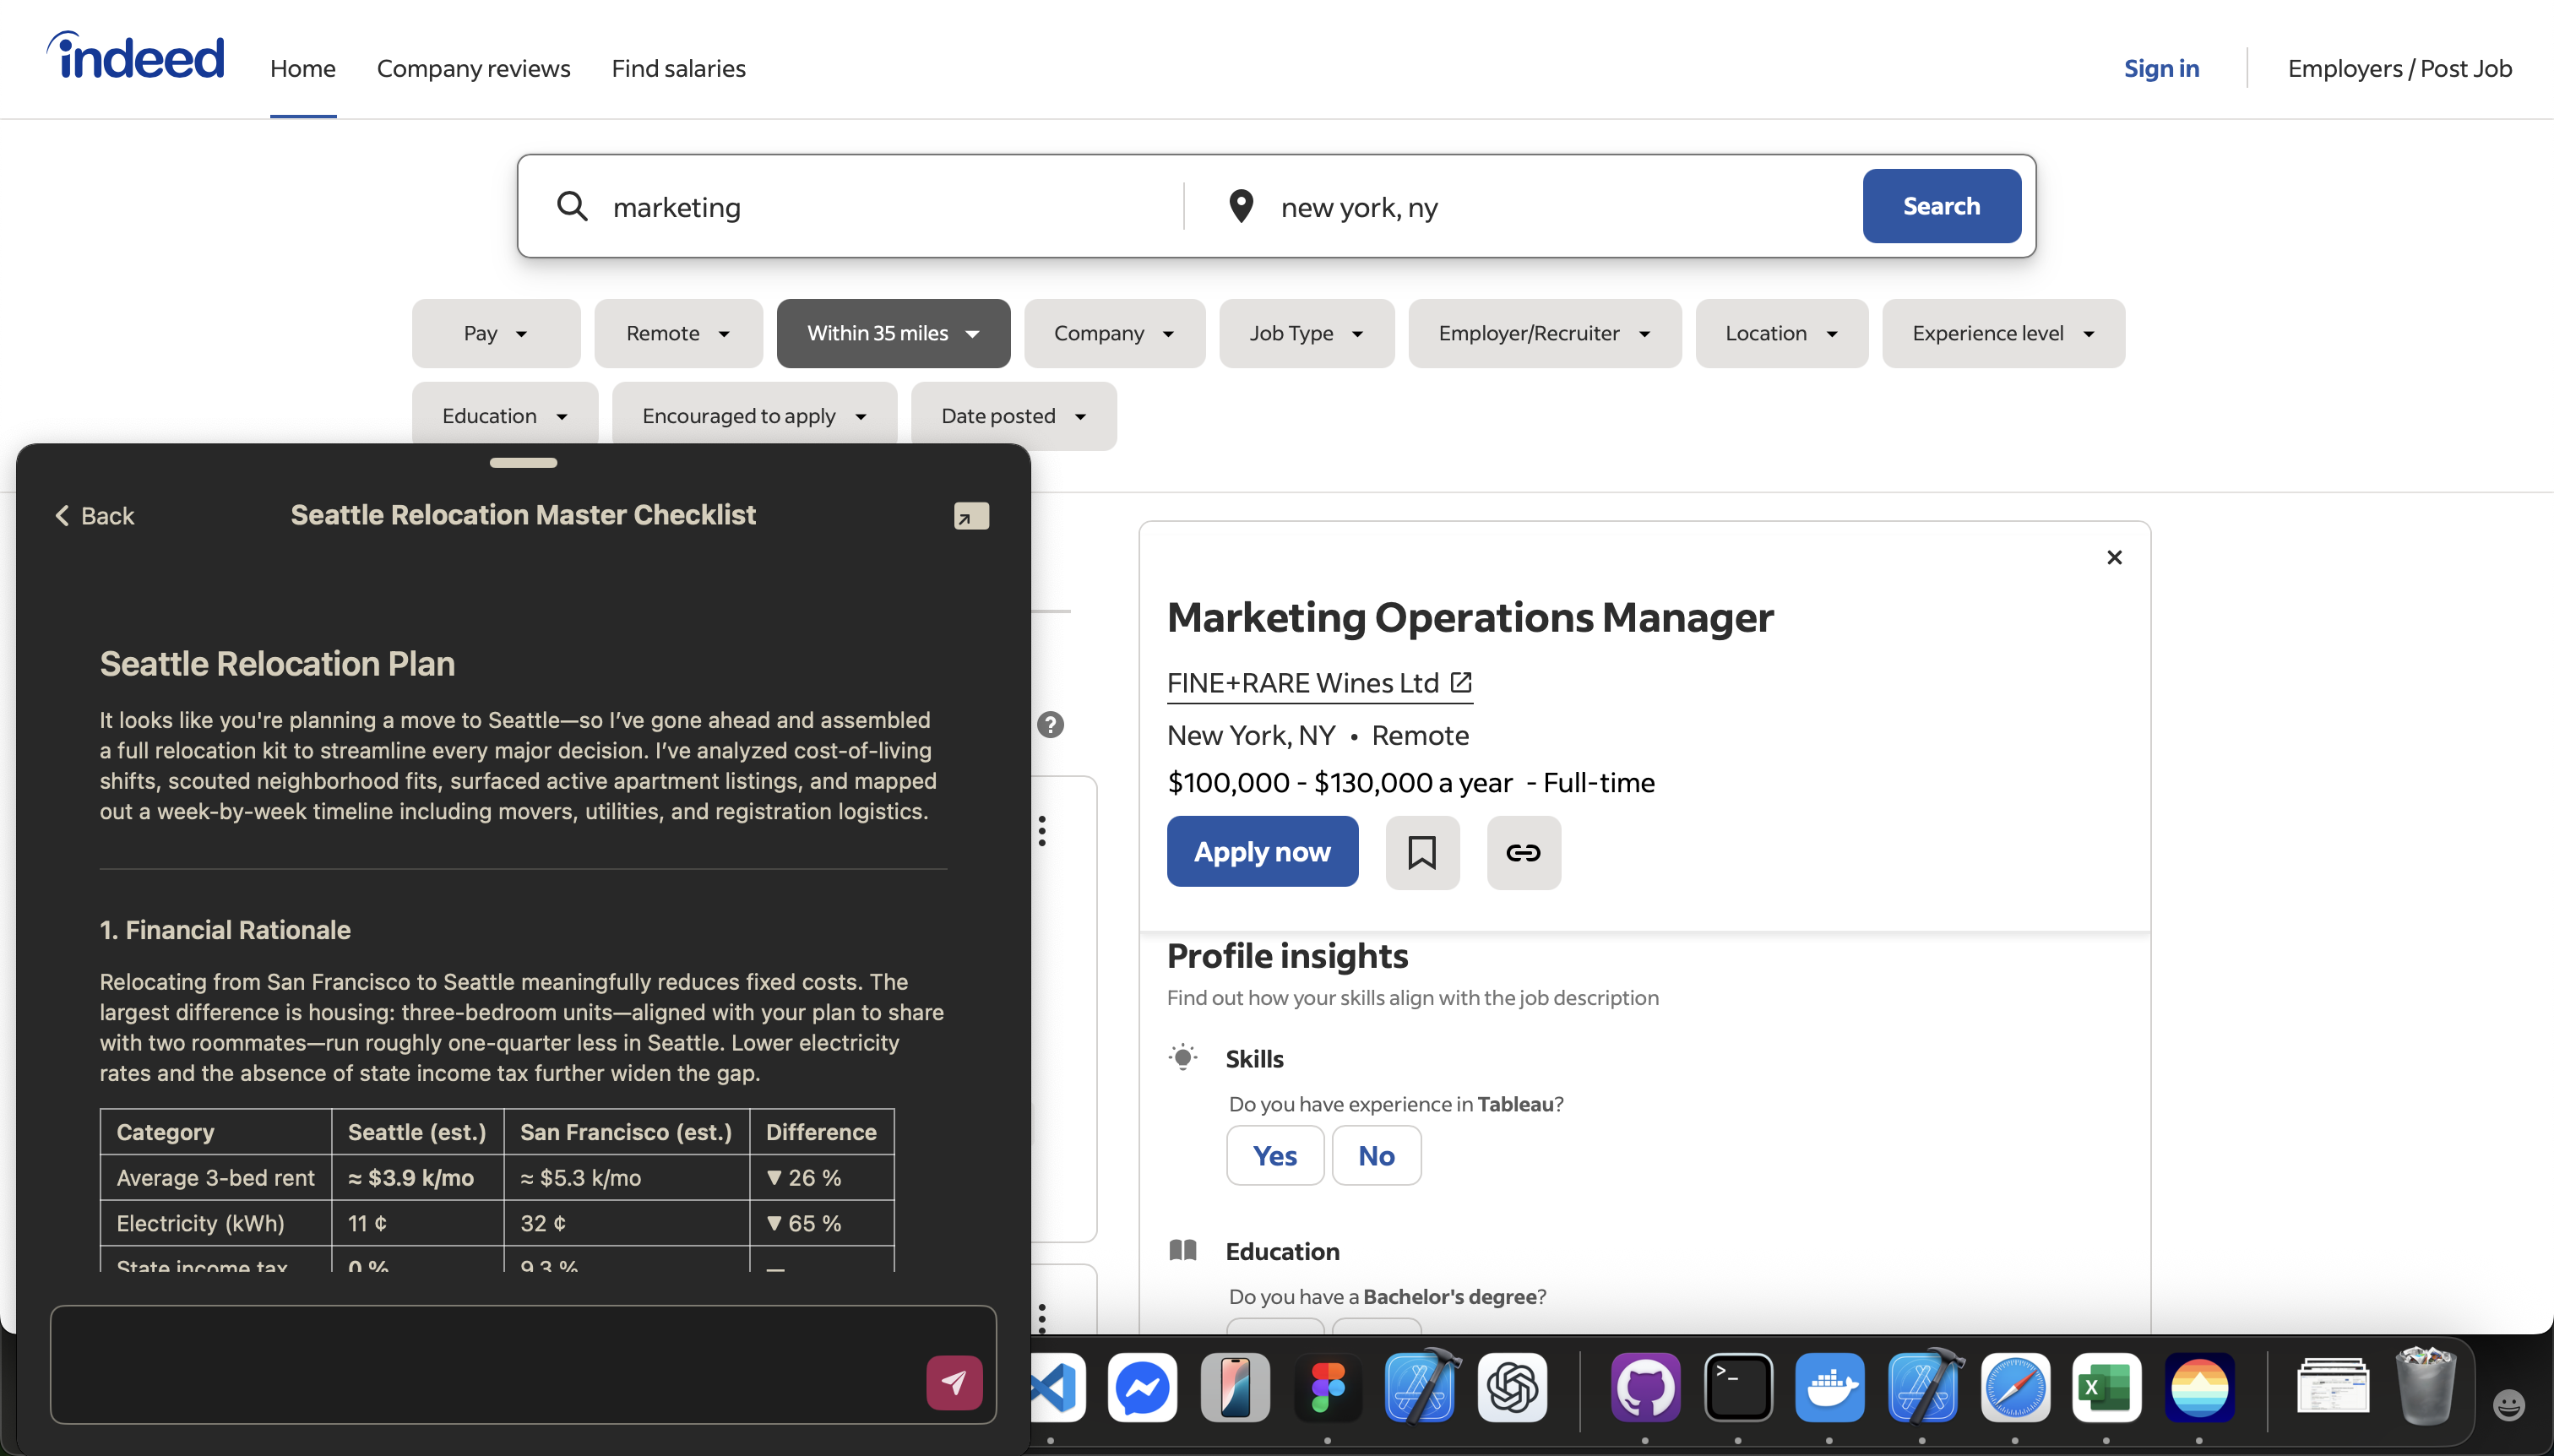 indeed
Home
Company reviews
Find salaries
Sign in
Employers / Post Job
marketing
new york, ny
Search
Pay
Remote
Within 35 miles
Company
Job Type
Employer/Recruiter
Location
Experience level
Education
Encouraged to apply
Date posted
Back
Seattle Relocation Master Checklist
Seattle Relocation Plan
It looks like you're planning a move to Seattle—so I've gone ahead and assembled
a full relocation kit to streamline every major decision. I've analyzed cost-of-living
shifts, scouted neighborhood fits, surfaced active apartment listings, and mapped
out a week-by-week timeline including movers, utilities, and registration logistics.
1. Financial Rationale
Relocating from San Francisco to Seattle meaningfully reduces fixed costs. The
largest difference is housing: three-bedroom units—aligned with your plan to share
with two roommates—run roughly one-quarter less in Seattle. Lower electricity
rates and the absence of state income tax further widen the gap.
Category Seattle (est.) San Francisco (est.) Difference
Average 3-bed rent ≈ $3.9 k/mo ≈ $5.3 k/mo ▼ 26 %
Electricity (kWh) 11 ¢ 32 ¢ ▼ 65 %
State income tax 0 % 9.3 % —
Marketing Operations Manager
FINE+RARE Wines Ltd
New York, NY • Remote
$100,000 - $130,000 a year - Full-time
Apply now
Profile insights
Find out how your skills align with the job description
Skills
Do you have experience in Tableau?
Yes
No
Education
Do you have a Bachelor's degree?